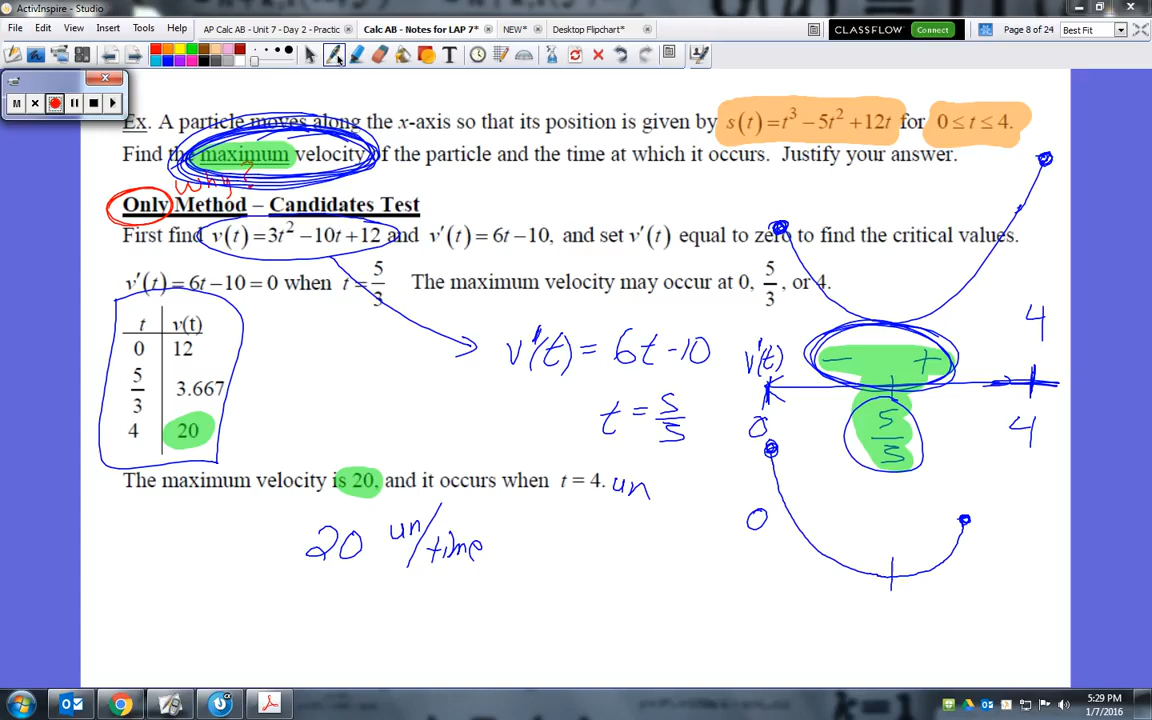 ActivInspire - Studio
File Edit View Insert Tools Help
AP Calc AB - Unit 7 - Day 2 - Practic
Calc AB - Notes for LAP 7*
NEW*
Desktop Flipchart*
CLASSFLOW Connect
Page 8 of 24
Best Fit
Ex. A particle moves along the x-axis so that its position is given by s(t) = t³ − 5t² + 12t for 0 ≤ t ≤ 4.
Find the maximum velocity of the particle and the time at which it occurs. Justify your answer.
Why?
Only Method – Candidates Test
First find v(t) = 3t² − 10t + 12 and v′(t) = 6t − 10, and set v′(t) equal to zero to find the critical values.
v′(t) = 6t − 10 = 0 when t = 5/3 The maximum velocity may occur at 0, 5/3, or 4.
t v(t)
0 12
5/3 3.667
4 20
v'(t) = 6t - 10
t = 5/3
4
v'(t) - +
0 5/3 4
The maximum velocity is 20, and it occurs when t = 4. un
0
20 un/time
5:29 PM
1/7/2016